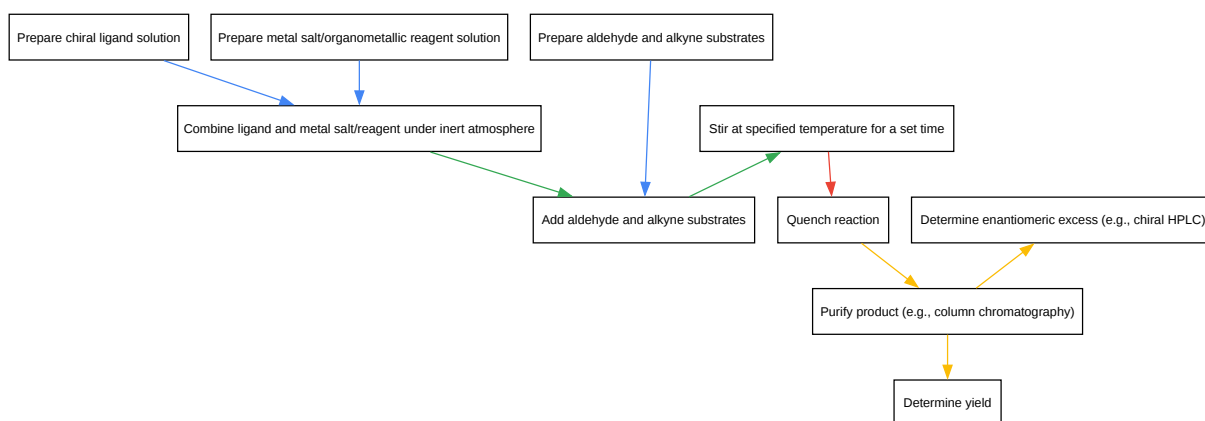 Prepare chiral ligand solution
Prepare metal salt/organometallic reagent solution
Prepare aldehyde and alkyne substrates
Combine ligand and metal salt/reagent under inert atmosphere
Stir at specified temperature for a set time
Add aldehyde and alkyne substrates
Quench reaction
Determine enantiomeric excess (e.g., chiral HPLC)
Purify product (e.g., column chromatography)
Determine yield